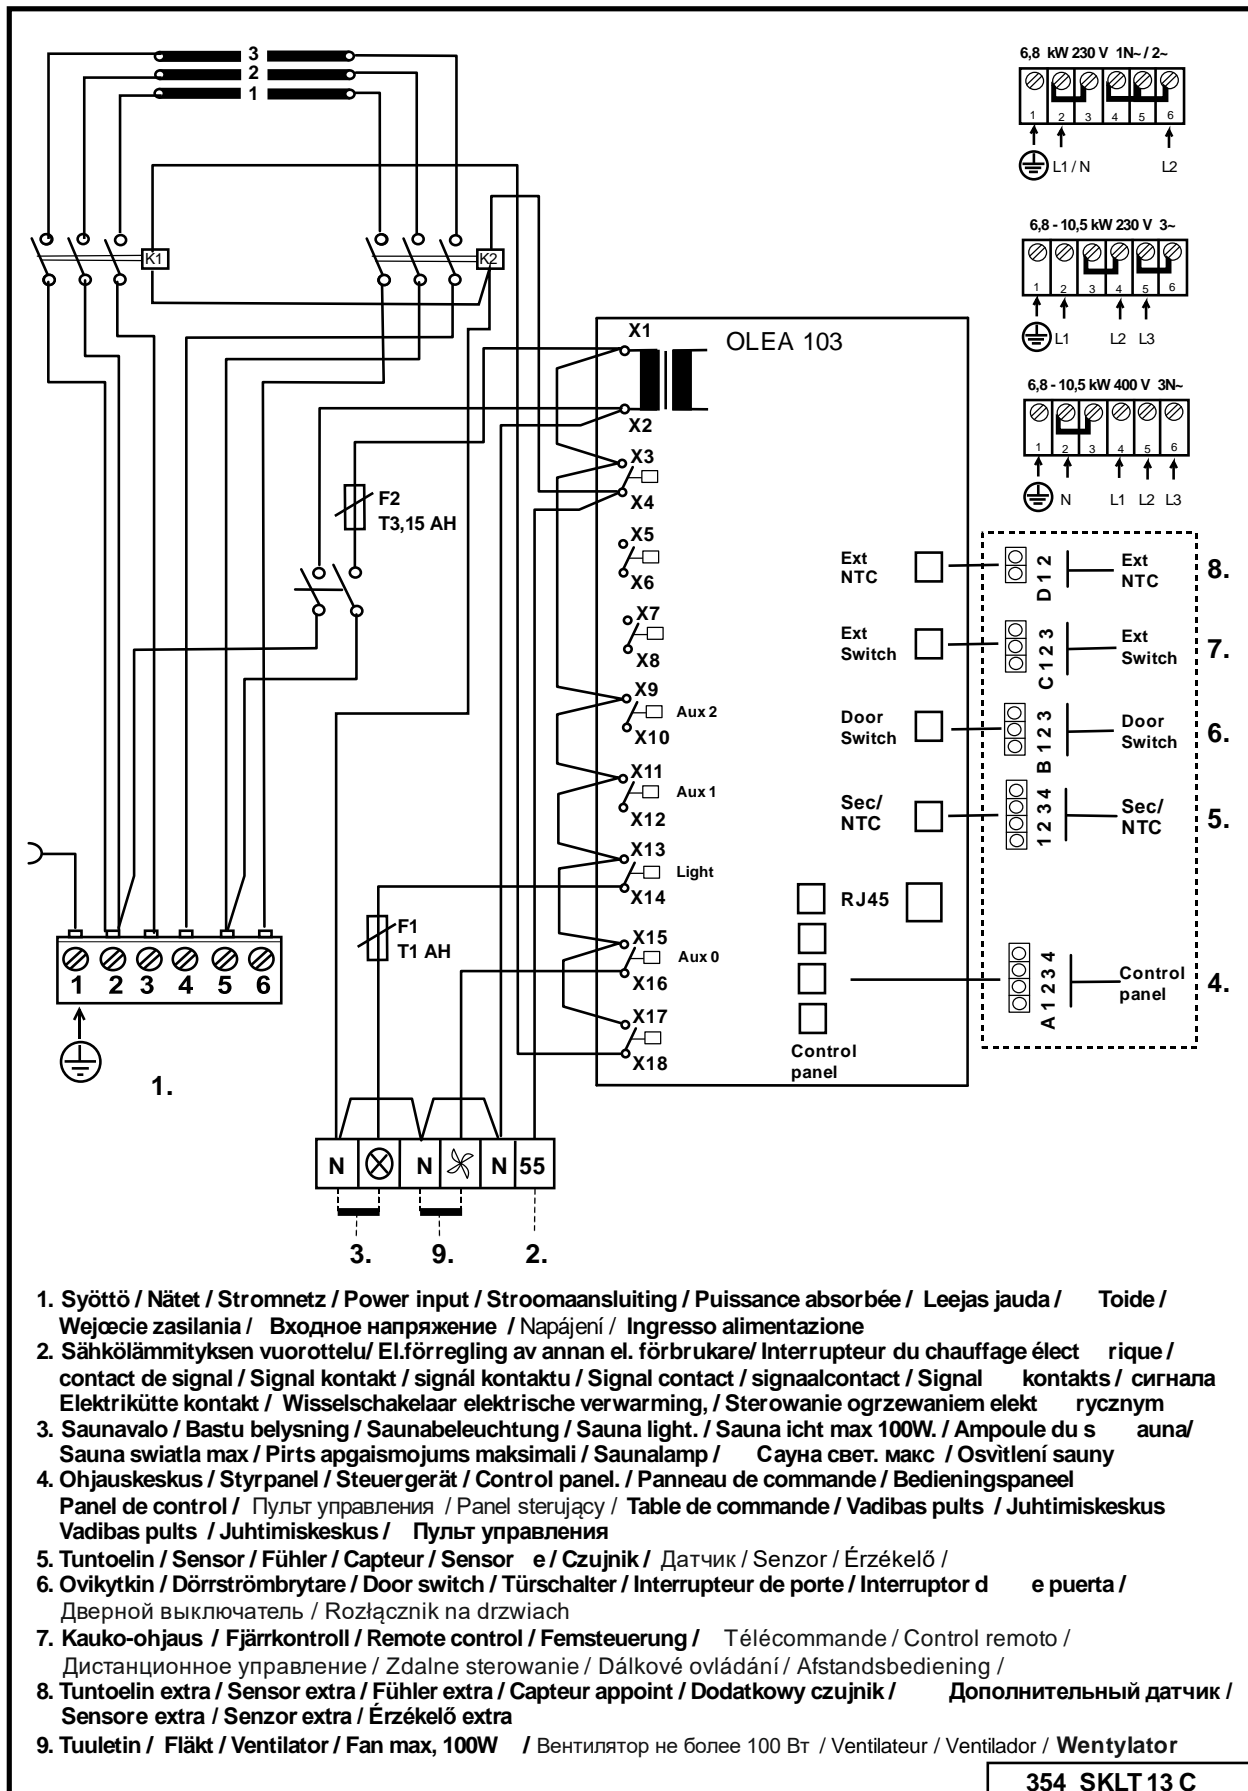 3
2
1
6,8 kW 230 V 1N~ / 2~
1 2 3 4 5 6
L1 / N L2
6,8 - 10,5 kW 230 V 3~
1 2 3 4 5 6
L1 L2 L3
6,8 - 10,5 kW 400 V 3N~
1 2 3 4 5 6
N L1 L2 L3
K1
K2
OLEA 103
X1
X2
X3
X4
X5
X6
X7
X8
X9
Aux 2
X10
X11
Aux 1
X12
X13
Light
X14
X15
Aux 0
X16
X17
X18
F2
T3,15 AH
F1
T1 AH
Ext
NTC
D 1 2
Ext
NTC
8.
Ext
Switch
C 1 2 3
Ext
Switch
7.
Door
Switch
B 1 2 3
Door
Switch
6.
Sec/
NTC
1 2 3 4
Sec/
NTC
5.
RJ45
A 1 2 3 4
Control
panel
4.
Control
panel
1 2 3 4 5 6
1.
N N N 55
3. 9. 2.
1. Syöttö / Nätet / Stromnetz / Power input / Stroomaansluiting / Puissance absorbée / Leejas jauda / Toide /
Wejœcie zasilania / Входное напряжение / Napájení / Ingresso alimentazione
2. Sähkölämmityksen vuorottelu/ El.förregling av annan el. förbrukare/ Interrupteur du chauffage élect rique /
contact de signal / Signal kontakt / signál kontaktu / Signal contact / signaalcontact / Signal kontakts / сигнала
Elektrikütte kontakt / Wisselschakelaar elektrische verwarming, / Sterowanie ogrzewaniem elekt rycznym
3. Saunavalo / Bastu belysning / Saunabeleuchtung / Sauna light. / Sauna icht max 100W. / Ampoule du s auna/
Sauna swiatla max / Pirts apgaismojums maksimali / Saunalamp / Сауна свет. макс / Osvìtlení sauny
4. Ohjauskeskus / Styrpanel / Steuergerät / Control panel. / Panneau de commande / Bedieningspaneel
Panel de control / Пульт управления / Panel sterujący / Table de commande / Vadibas pults / Juhtimiskeskus
Vadibas pults / Juhtimiskeskus / Пульт управления
5. Tuntoelin / Sensor / Fühler / Capteur / Sensor e / Czujnik / Датчик / Senzor / Érzékelő /
6. Ovikytkin / Dörrströmbrytare / Door switch / Türschalter / Interrupteur de porte / Interruptor d e puerta /
Дверной выключатель / Rozłącznik na drzwiach
7. Kauko-ohjaus / Fjärrkontroll / Remote control / Femsteuerung / Télécommande / Control remoto /
Дистанционное управление / Zdalne sterowanie / Dálkové ovládání / Afstandsbediening /
8. Tuntoelin extra / Sensor extra / Fühler extra / Capteur appoint / Dodatkowy czujnik / Дополнительный датчик /
Sensore extra / Senzor extra / Érzékelő extra
9. Tuuletin / Fläkt / Ventilator / Fan max, 100W / Вентилятор не более 100 Вт / Ventilateur / Ventilador / Wentylator
354 SKLT 13 C